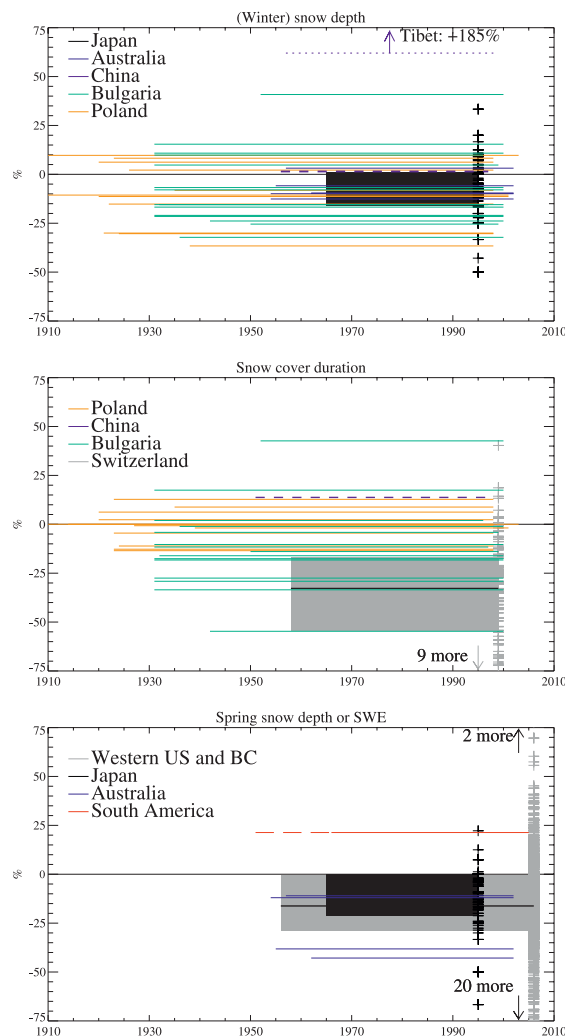 (Winter) snow depth
75
50
25
0
-25
-50
-75
%
Japan
Australia
China
Bulgaria
Poland
Tibet: +185%
1910 1930 1950 1970 1990 2010
Snow cover duration
75
50
25
0
-25
-50
-75
%
Poland
China
Bulgaria
Switzerland
9 more
1910 1930 1950 1970 1990 2010
Spring snow depth or SWE
75
50
25
0
-25
-50
-75
%
2 more
Western US and BC
Japan
Australia
South America
20 more
1910 1930 1950 1970 1990 2010